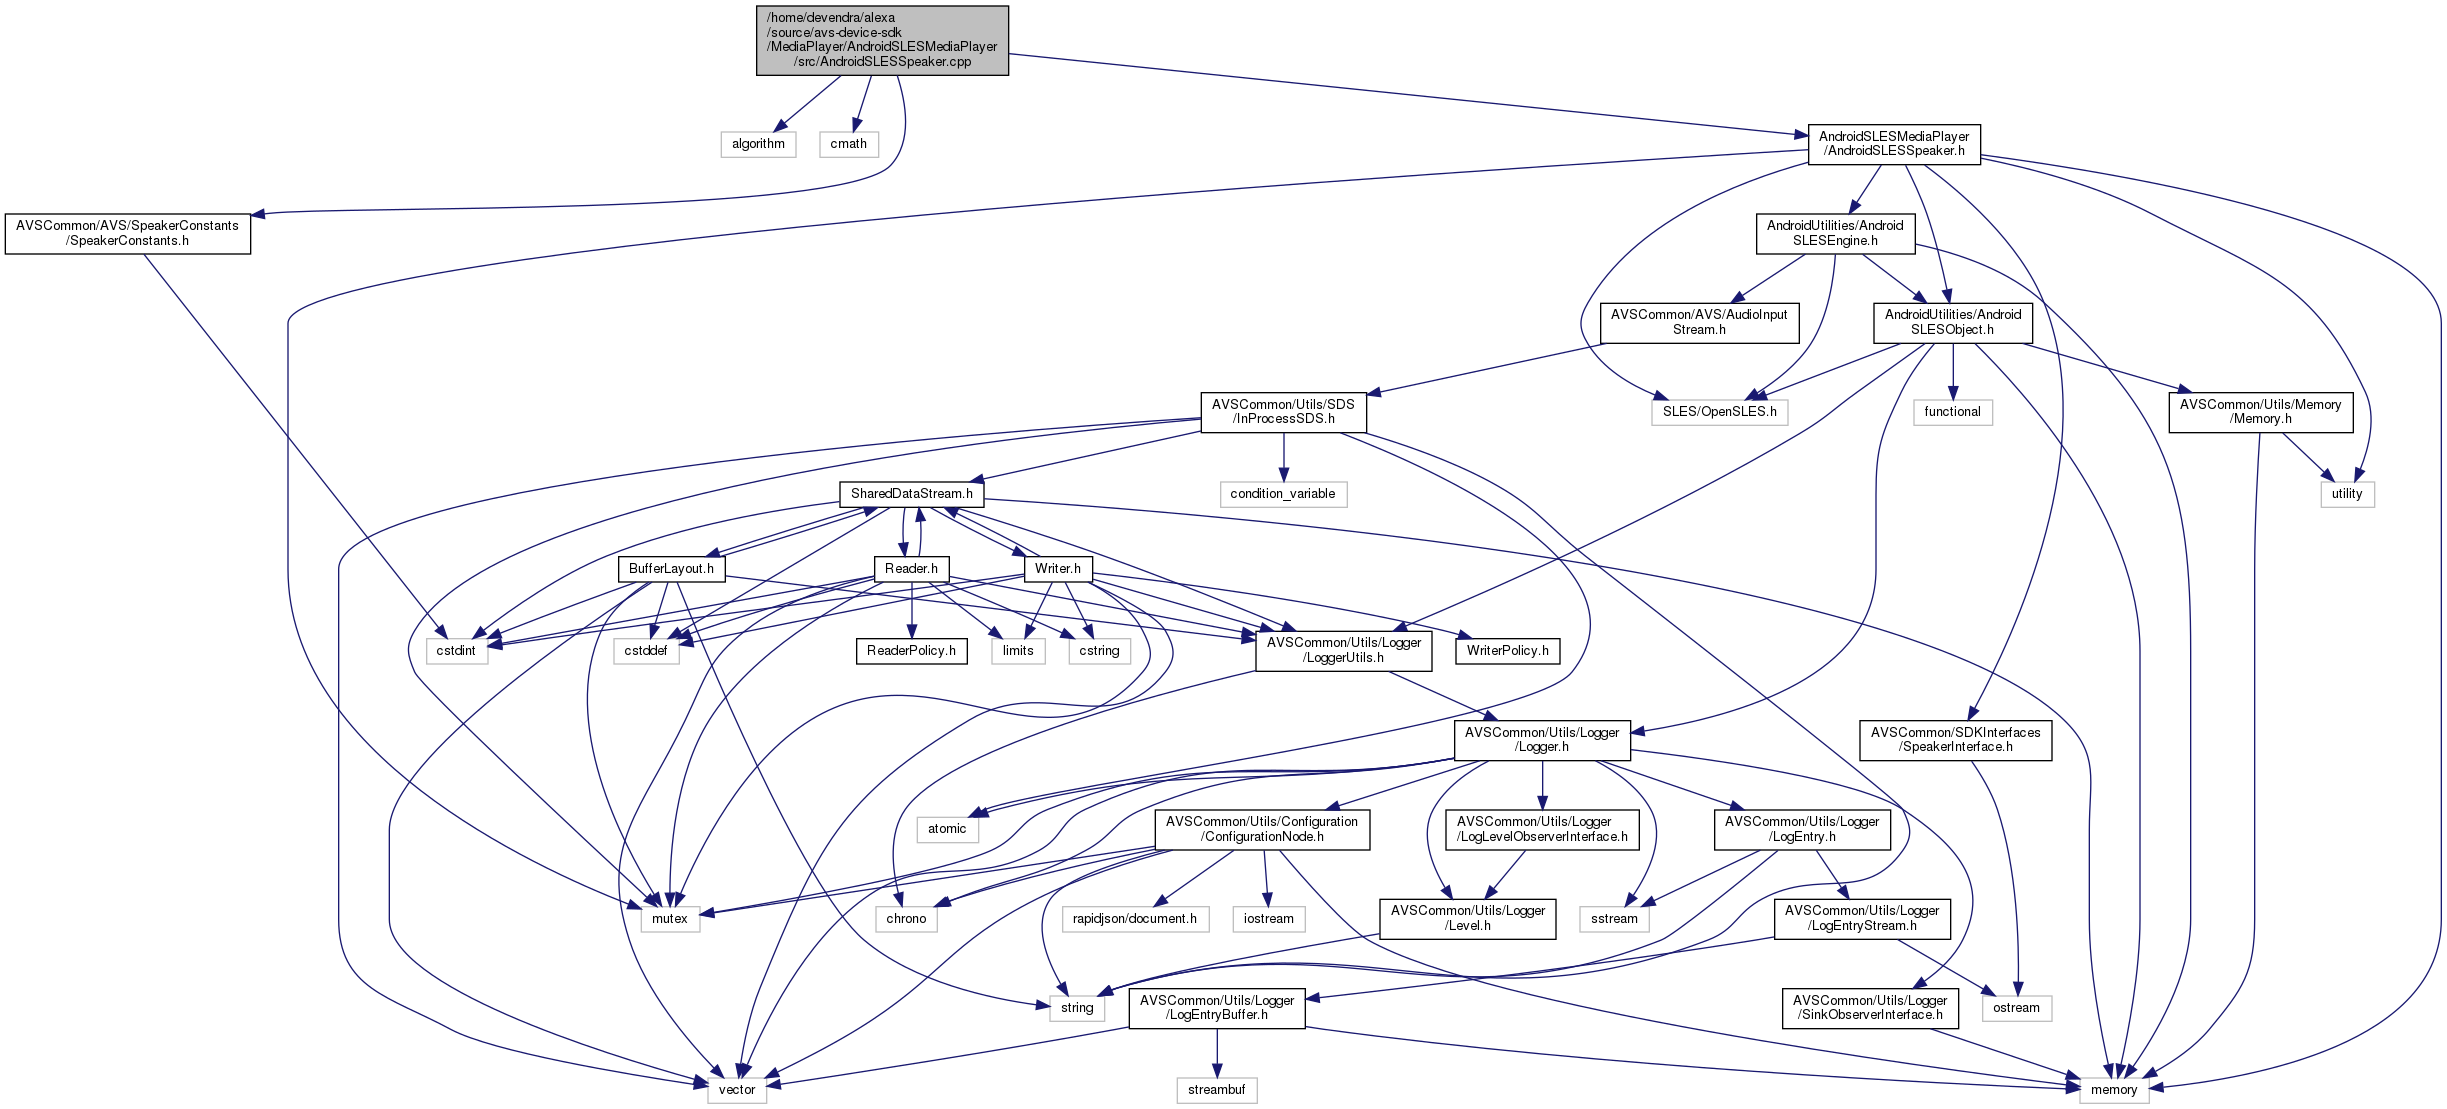 /home/devendra/alexa
/source/avs-device-sdk
/MediaPlayer/AndroidSLESMediaPlayer
/src/AndroidSLESSpeaker.cpp
algorithm
cmath
AndroidSLESMediaPlayer
/AndroidSLESSpeaker.h
AVSCommon/AVS/SpeakerConstants
/SpeakerConstants.h
AndroidUtilities/Android
SLESEngine.h
AVSCommon/AVS/AudioInput
Stream.h
AndroidUtilities/Android
SLESObject.h
AVSCommon/Utils/SDS
/InProcessSDS.h
SLES/OpenSLES.h
functional
AVSCommon/Utils/Memory
/Memory.h
SharedDataStream.h
condition_variable
utility
BufferLayout.h
Reader.h
Writer.h
cstdint
cstddef
ReaderPolicy.h
limits
cstring
AVSCommon/Utils/Logger
/LoggerUtils.h
WriterPolicy.h
AVSCommon/Utils/Logger
/Logger.h
AVSCommon/SDKInterfaces
/SpeakerInterface.h
atomic
AVSCommon/Utils/Configuration
/ConfigurationNode.h
AVSCommon/Utils/Logger
/LogLevelObserverInterface.h
AVSCommon/Utils/Logger
/LogEntry.h
mutex
chrono
rapidjson/document.h
iostream
AVSCommon/Utils/Logger
/Level.h
sstream
AVSCommon/Utils/Logger
/LogEntryStream.h
string
AVSCommon/Utils/Logger
/LogEntryBuffer.h
AVSCommon/Utils/Logger
/SinkObserverInterface.h
ostream
vector
streambuf
memory